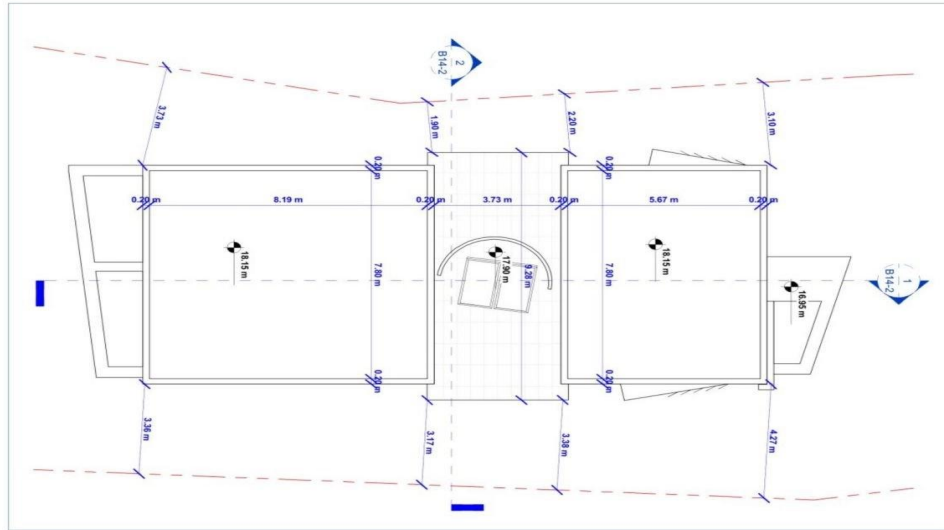 2
B14-2
3.73 m
1.90 m
2.20 m
3.10 m
0.20 m
0.20 m
0.20 m
8.19 m
0.20 m
3.73 m
0.20 m
5.67 m
0.20 m
18.15 m
7.80 m
17.90 m
9.28 m
7.80 m
18.15 m
16.95 m
1
B14-2
0.20 m
0.20 m
3.36 m
3.17 m
3.38 m
4.27 m